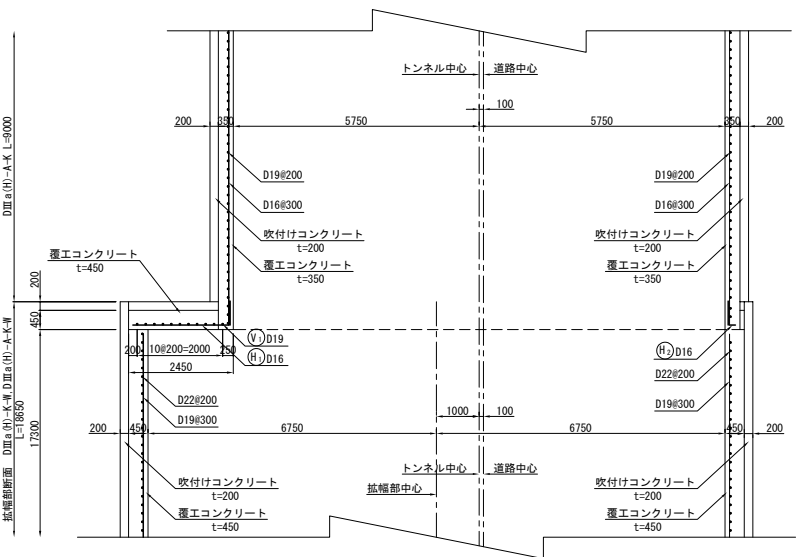 トンネル中心
道路中心
100
200
350
5750
5750
350
200
DⅢa(H)-A-K L=9000
D19@200
D16@300
吹付けコンクリート
t=200
覆工コンクリート
t=350
D19@200
D16@300
吹付けコンクリート
t=200
覆工コンクリート
t=350
覆工コンクリート
t=450
200
450
V1 D19
H1 D16
200
10@200=2000
250
2450
H2 D16
D22@200
D19@300
D22@200
D19@300
拡幅部断面 DⅢa(H)-K-W,DⅢa(H)-A-K-W
L=18650
17300
1000
100
200
450
6750
6750
450
200
トンネル中心
道路中心
拡幅部中心
吹付けコンクリート
t=200
覆工コンクリート
t=450
吹付けコンクリート
t=200
覆工コンクリート
t=450